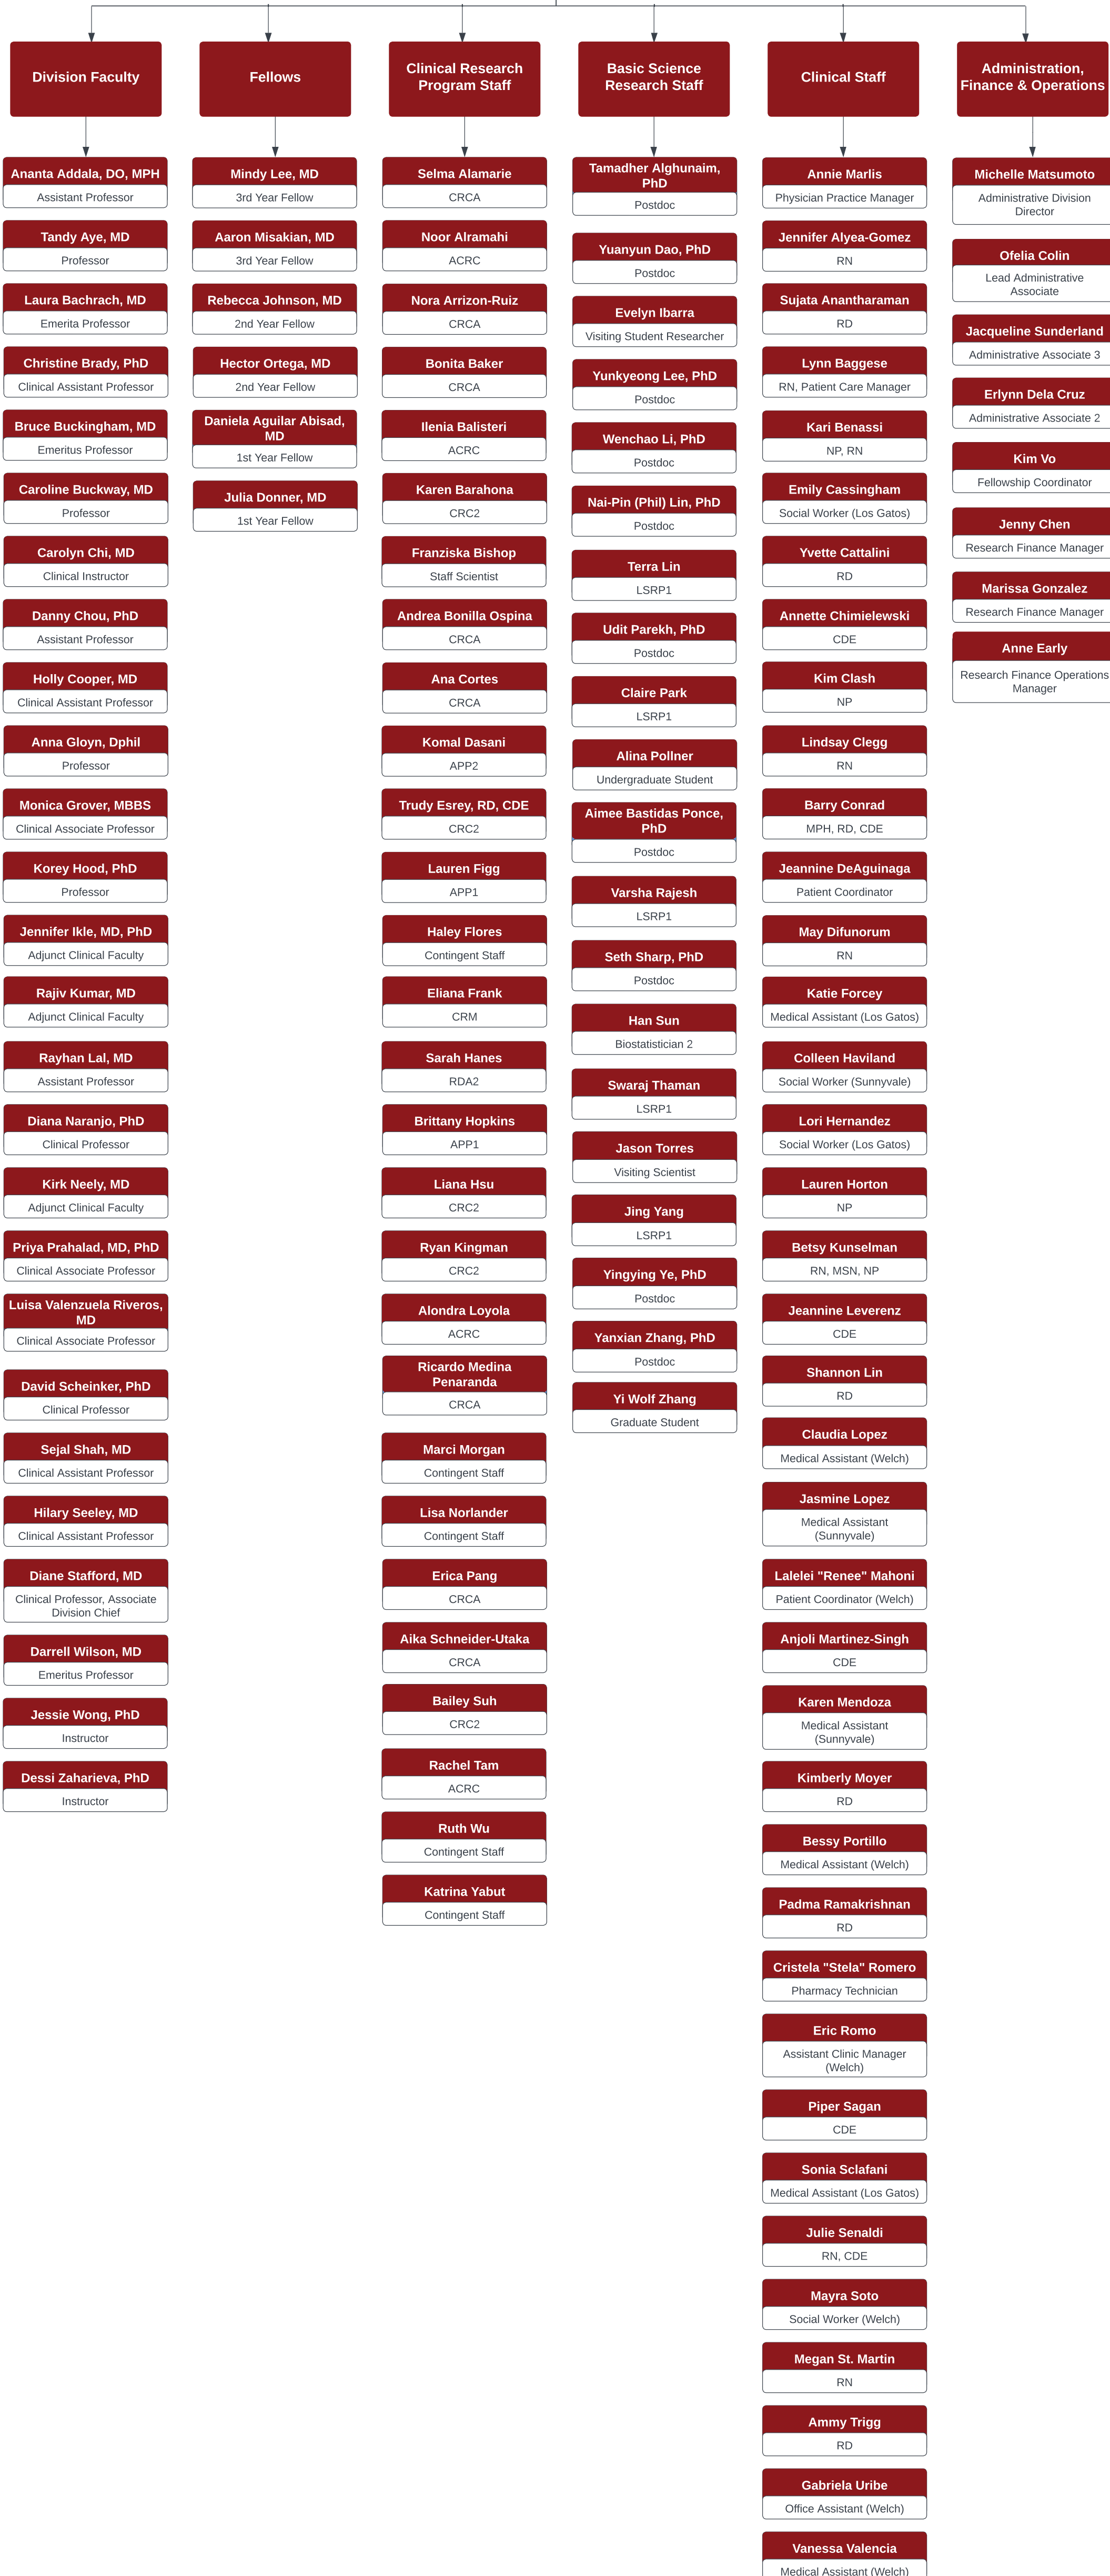 Division Faculty
Fellows
Clinical Research
Program Staff
Basic Science
Research Staff
Clinical Staff
Administration,
Finance & Operations
Ananta Addala, DO, MPH
Assistant Professor
Tandy Aye, MD
Professor
Laura Bachrach, MD
Emerita Professor
Christine Brady, PhD
Clinical Assistant Professor
Bruce Buckingham, MD
Emeritus Professor
Caroline Buckway, MD
Professor
Carolyn Chi, MD
Clinical Instructor
Danny Chou, PhD
Assistant Professor
Holly Cooper, MD
Clinical Assistant Professor
Anna Gloyn, Dphil
Professor
Monica Grover, MBBS
Clinical Associate Professor
Korey Hood, PhD
Professor
Jennifer Ikle, MD, PhD
Adjunct Clinical Faculty
Rajiv Kumar, MD
Adjunct Clinical Faculty
Rayhan Lal, MD
Assistant Professor
Diana Naranjo, PhD
Clinical Professor
Kirk Neely, MD
Adjunct Clinical Faculty
Priya Prahalad, MD, PhD
Clinical Associate Professor
Luisa Valenzuela Riveros,
MD
Clinical Associate Professor
David Scheinker, PhD
Clinical Professor
Sejal Shah, MD
Clinical Assistant Professor
Hilary Seeley, MD
Clinical Assistant Professor
Diane Stafford, MD
Clinical Professor, Associate
Division Chief
Darrell Wilson, MD
Emeritus Professor
Jessie Wong, PhD
Instructor
Dessi Zaharieva, PhD
Instructor
Mindy Lee, MD
3rd Year Fellow
Aaron Misakian, MD
3rd Year Fellow
Rebecca Johnson, MD
2nd Year Fellow
Hector Ortega, MD
2nd Year Fellow
Daniela Aguilar Abisad,
MD
1st Year Fellow
Julia Donner, MD
1st Year Fellow
Selma Alamarie
CRCA
Noor Alramahi
ACRC
Nora Arrizon-Ruiz
CRCA
Bonita Baker
CRCA
Ilenia Balisteri
ACRC
Karen Barahona
CRC2
Franziska Bishop
Staff Scientist
Andrea Bonilla Ospina
CRCA
Ana Cortes
CRCA
Komal Dasani
APP2
Trudy Esrey, RD, CDE
CRC2
Lauren Figg
APP1
Haley Flores
Contingent Staff
Eliana Frank
CRM
Sarah Hanes
RDA2
Brittany Hopkins
APP1
Liana Hsu
CRC2
Ryan Kingman
CRC2
Alondra Loyola
ACRC
Ricardo Medina
Penaranda
CRCA
Marci Morgan
Contingent Staff
Lisa Norlander
Contingent Staff
Erica Pang
CRCA
Aika Schneider-Utaka
CRCA
Bailey Suh
CRC2
Rachel Tam
ACRC
Ruth Wu
Contingent Staff
Katrina Yabut
Contingent Staff
Tamadher Alghunaim,
PhD
Postdoc
Yuanyun Dao, PhD
Postdoc
Evelyn Ibarra
Visiting Student Researcher
Yunkyeong Lee, PhD
Postdoc
Wenchao Li, PhD
Postdoc
Nai-Pin (Phil) Lin, PhD
Postdoc
Terra Lin
LSRP1
Udit Parekh, PhD
Postdoc
Claire Park
LSRP1
Alina Pollner
Undergraduate Student
Aimee Bastidas Ponce,
PhD
Postdoc
Varsha Rajesh
LSRP1
Seth Sharp, PhD
Postdoc
Han Sun
Biostatistician 2
Swaraj Thaman
LSRP1
Jason Torres
Visiting Scientist
Jing Yang
LSRP1
Yingying Ye, PhD
Postdoc
Yanxian Zhang, PhD
Postdoc
Yi Wolf Zhang
Graduate Student
Annie Marlis
Physician Practice Manager
Jennifer Alyea-Gomez
RN
Sujata Anantharaman
RD
Lynn Baggese
RN, Patient Care Manager
Kari Benassi
NP, RN
Emily Cassingham
Social Worker (Los Gatos)
Yvette Cattalini
RD
Annette Chimielewski
CDE
Kim Clash
NP
Lindsay Clegg
RN
Barry Conrad
MPH, RD, CDE
Jeannine DeAguinaga
Patient Coordinator
May Difunorum
RN
Katie Forcey
Medical Assistant (Los Gatos)
Colleen Haviland
Social Worker (Sunnyvale)
Lori Hernandez
Social Worker (Los Gatos)
Lauren Horton
NP
Betsy Kunselman
RN, MSN, NP
Jeannine Leverenz
CDE
Shannon Lin
RD
Claudia Lopez
Medical Assistant (Welch)
Jasmine Lopez
Medical Assistant
(Sunnyvale)
Lalelei "Renee" Mahoni
Patient Coordinator (Welch)
Anjoli Martinez-Singh
CDE
Karen Mendoza
Medical Assistant
(Sunnyvale)
Kimberly Moyer
RD
Bessy Portillo
Medical Assistant (Welch)
Padma Ramakrishnan
RD
Cristela "Stela" Romero
Pharmacy Technician
Eric Romo
Assistant Clinic Manager
(Welch)
Piper Sagan
CDE
Sonia Sclafani
Medical Assistant (Los Gatos)
Julie Senaldi
RN, CDE
Mayra Soto
Social Worker (Welch)
Megan St. Martin
RN
Ammy Trigg
RD
Gabriela Uribe
Office Assistant (Welch)
Vanessa Valencia
Medical Assistant (Welch)
Michelle Matsumoto
Administrative Division
Director
Ofelia Colin
Lead Administrative
Associate
Jacqueline Sunderland
Administrative Associate 3
Erlynn Dela Cruz
Administrative Associate 2
Kim Vo
Fellowship Coordinator
Jenny Chen
Research Finance Manager
Marissa Gonzalez
Research Finance Manager
Anne Early
Research Finance Operations
Manager